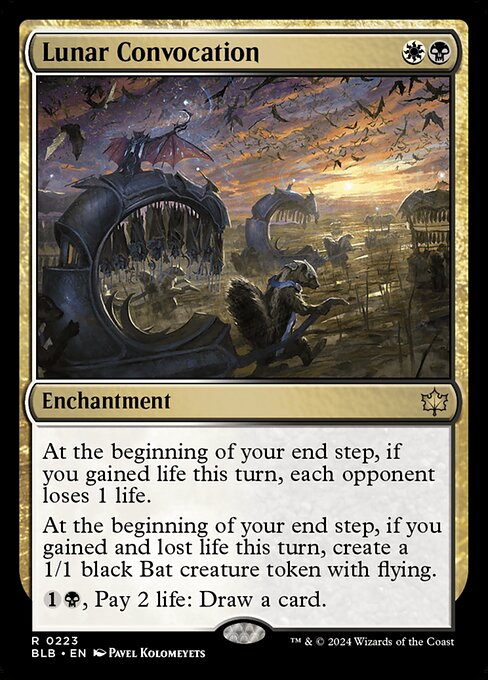 Lunar Convocation
Enchantment
At the beginning of your end step, if
you gained life this turn, each opponent
loses 1 life.
At the beginning of your end step, if you
gained and lost life this turn, create a
1/1 black Bat creature token with flying.
1, Pay 2 life: Draw a card.
R 0223
BLB • EN Pavel Kolomeyets
™ & © 2024 Wizards of the Coast